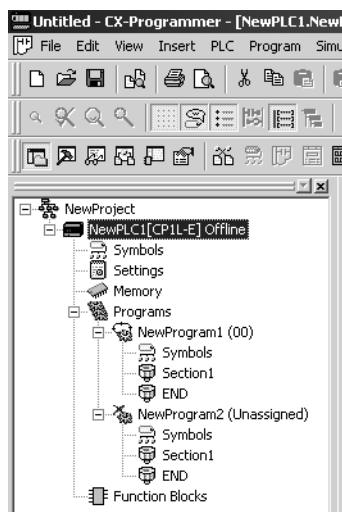 Untitled - CX-Programmer - [NewPLC1.New
File Edit View Insert PLC Program Simu
NewProject
NewPLC1[CP1L-E] Offline
Symbols
Settings
Memory
Programs
NewProgram1 (00)
Symbols
Section1
END
NewProgram2 (Unassigned)
Symbols
Section1
END
Function Blocks